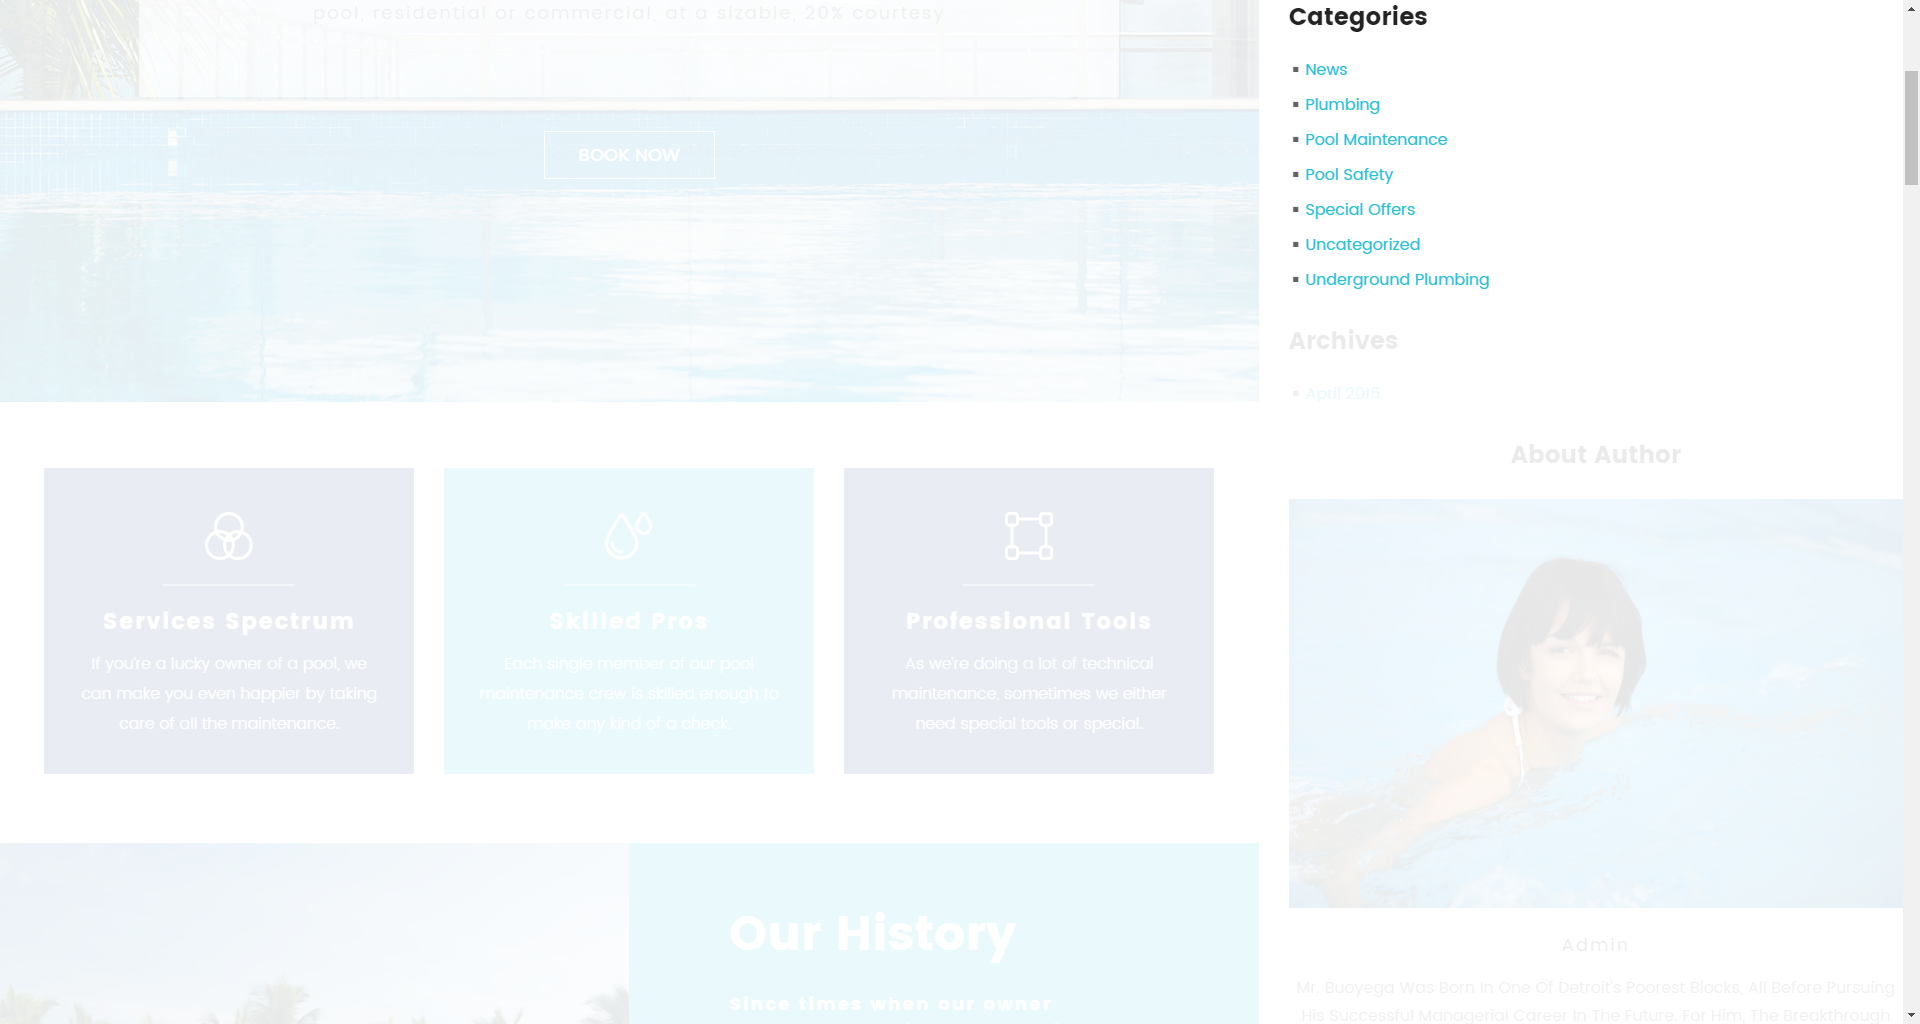 pool, residential or commercial, at a sizable, 20% courtesy
BOOK NOW
Services Spectrum
If you're a lucky owner of a pool, we
can make you even happier by taking
care of all the maintenance.
Skilled Pros
Each single member of our pool
maintenance crew is skilled enough to
make any kind of a check.
Professional Tools
As we're doing a lot of technical
maintenance, sometimes we either
need special tools or special.
Our History
Since times when our owner
Categories
News
Plumbing
Pool Maintenance
Pool Safety
Special Offers
Uncategorized
Underground Plumbing
Archives
April 2016
About Author
Admin
Mr. Buoyega Was Born In One Of Detroit's Poorest Blocks, All Before Pursuing
His Successful Managerial Career In The Future. For Him, The Breakthrough